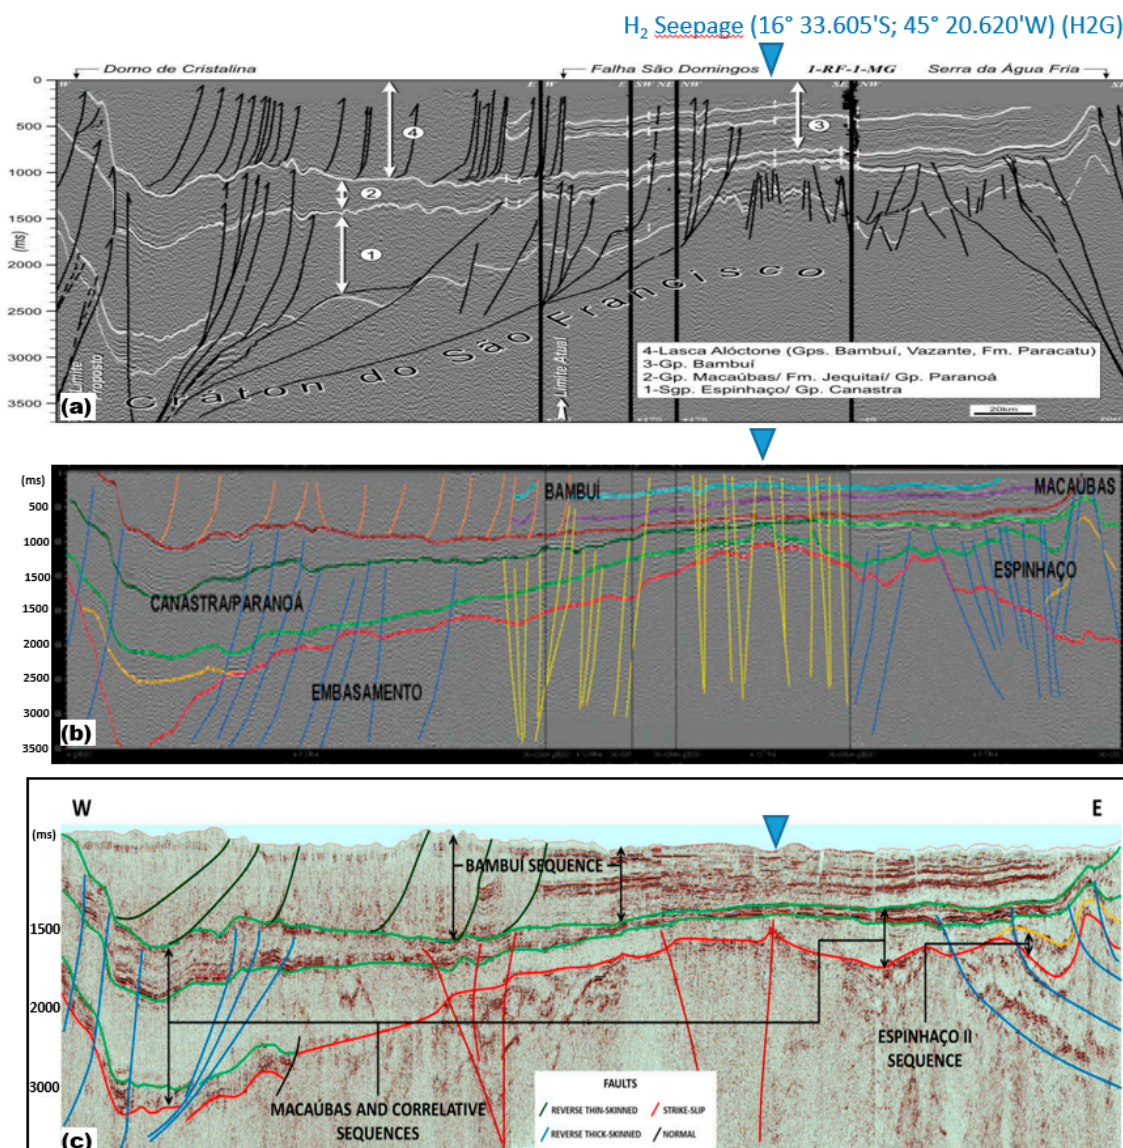 H₂ Seepage (16° 33.605'S; 45° 20.620'W) (H2G)
Domo de Cristalina
Falha São Domingos
1-RF-1-MG
Serra da Água Fria
W
E
W
E
SW
NE
NW
SE
NW
0
500
1000
1500
2000
2500
3000
3500
(ms)
4
3
2
1
Cráton do São Francisco
Limite Proposto
Limite Atual
4-Lasca Alóctone (Gps. Bambuí, Vazante, Fm. Paracatu)
3-Gp. Bambuí
2-Gp. Macaúbas/ Fm. Jequitaí/ Gp. Paranoá
1-Sgp. Espinhaço/ Gp. Canastra
20km
(a)
(ms)
500
1000
1500
1500
2000
2500
3000
3500
BAMBUÍ
MACAÚBAS
CANASTRA/PARANOÁ
ESPINHAÇO
EMBASAMENTO
(b)
W
E
(ms)
1500
2000
3000
BAMBUÍ SEQUENCE
ESPINHAÇO II
SEQUENCE
MACAÚBAS AND CORRELATIVE
SEQUENCES
FAULTS
REVERSE THIN-SKINNED
STRIKE-SLIP
REVERSE THICK-SKINNED
NORMAL
(c)